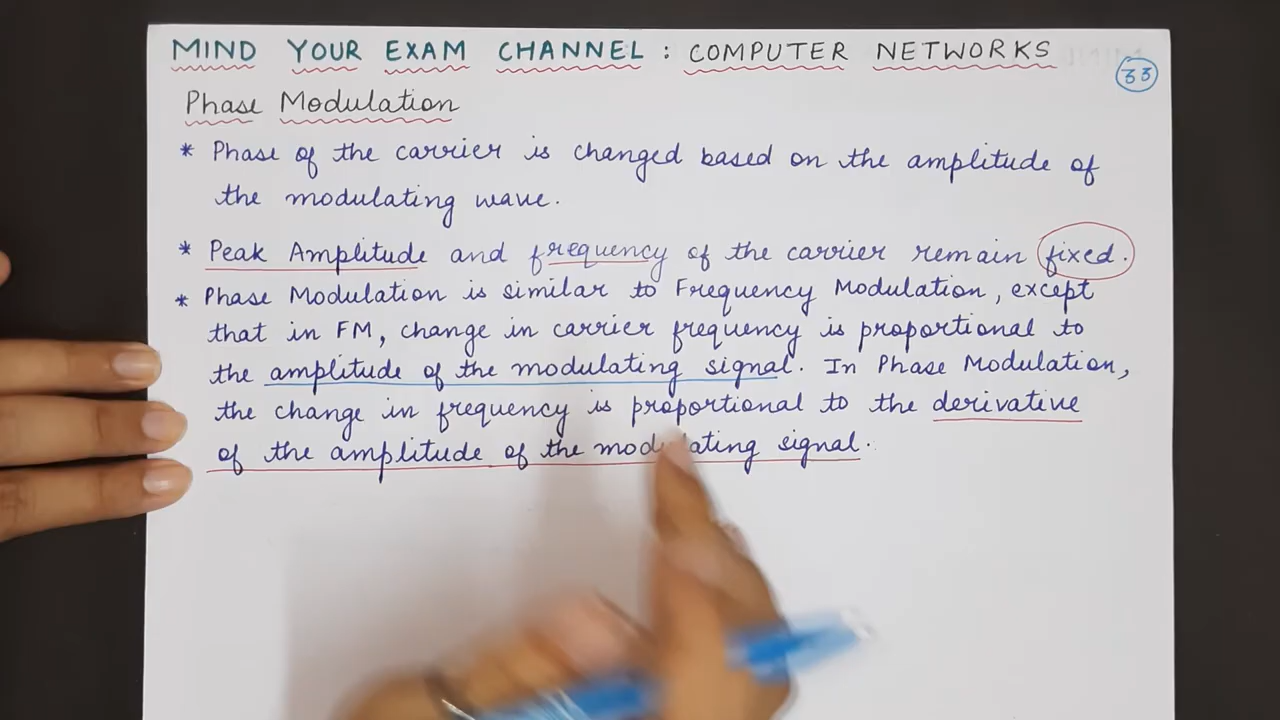 MIND YOUR EXAM CHANNEL : COMPUTER NETWORKS
33
Phase Modulation
* Phase of the carrier is changed based on the amplitude of
the modulating wave.
* Peak Amplitude and frequency of the carrier remain fixed.
* Phase Modulation is similar to Frequency Modulation, except
that in FM, change in carrier frequency is proportional to
the amplitude of the modulating signal. In Phase Modulation,
the change in frequency is proportional to the derivative
of the amplitude of the modulating signal.